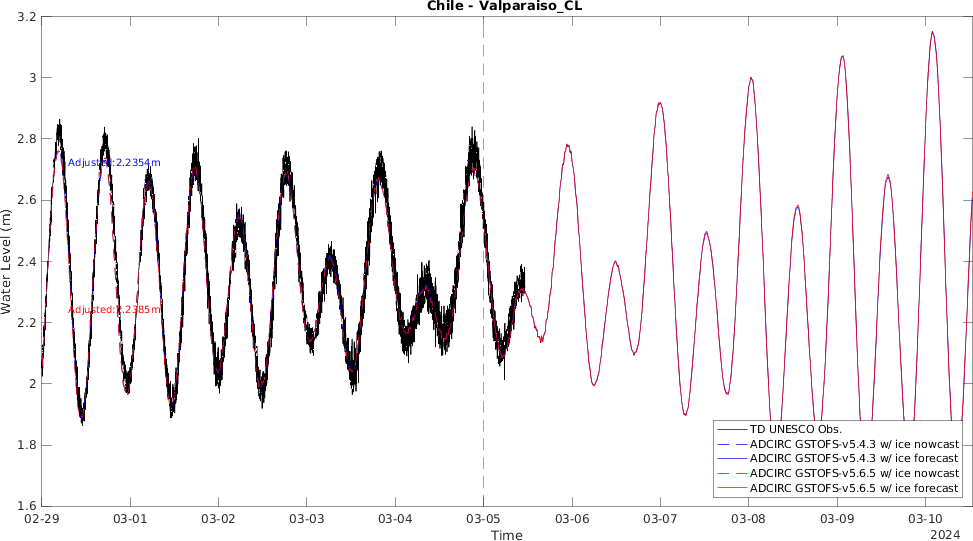 Chile - Valparaiso_CL
3.2
3
2.8
2.6
2.4
2.2
2
1.8
1.6
Water Level (m)
Adjusted:2.2354m
Adjusted:2.2385m
TD UNESCO Obs.
ADCIRC GSTOFS-v5.4.3 w/ ice nowcast
ADCIRC GSTOFS-v5.4.3 w/ ice forecast
ADCIRC GSTOFS-v5.6.5 w/ ice nowcast
ADCIRC GSTOFS-v5.6.5 w/ ice forecast
02-29 03-01 03-02 03-03 03-04 03-05 03-06 03-07 03-08 03-09 03-10
2024
Time